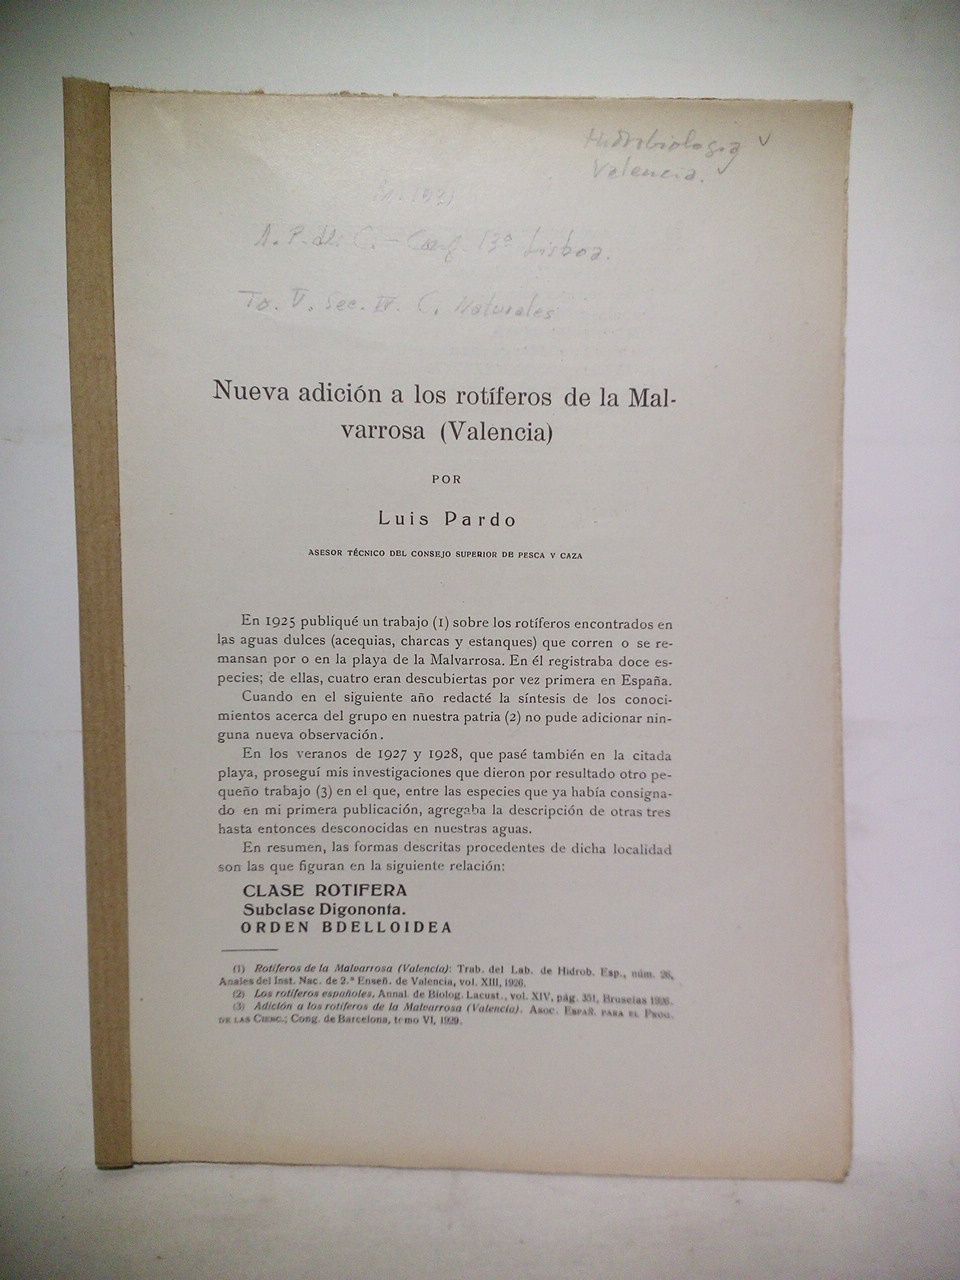 Hidrobiologia
Valencia.
A. P. del C. - Cong. 13º Lisboa.
To. V. Sec. IV. C. Naturales
Nueva adición a los rotíferos de la Mal-
varrosa (Valencia)
POR
Luis Pardo
ASESOR TÉCNICO DEL CONSEJO SUPERIOR DE PESCA Y CAZA
En 1925 publiqué un trabajo (1) sobre los rotíferos encontrados en
las aguas dulces (acequias, charcas y estanques) que corren o se re-
mansan por o en la playa de la Malvarrosa. En él registraba doce es-
pecies; de ellas, cuatro eran descubiertas por vez primera en España.
Cuando en el siguiente año redacté la síntesis de los conoci-
mientos acerca del grupo en nuestra patria (2) no pude adicionar nin-
guna nueva observación.
En los veranos de 1927 y 1928, que pasé también en la citada
playa, proseguí mis investigaciones que dieron por resultado otro pe-
queño trabajo (3) en el que, entre las especies que ya había consigna-
do en mi primera publicación, agregaba la descripción de otras tres
hasta entonces desconocidas en nuestras aguas.
En resumen, las formas descritas procedentes de dicha localidad
son las que figuran en la siguiente relación:
CLASE ROTIFERA
Subclase Digononta.
ORDEN BDELLOIDEA
(1) Rotíferos de la Malvarrosa (Valencia): Trab. del Lab. de Hidrob. Esp., núm. 26,
Anales del Inst. Nac. de 2.ª Enseñ. de Valencia, vol. XIII, 1926.
(2) Los rotíferos españoles. Annal. de Biolog. Lacust., vol. XIV, pág. 351, Bruselas 1926.
(3) Adición a los rotíferos de la Malvarrosa (Valencia). ASOC. ESPAÑ. PARA EL PROG.
DE LAS CIENC.; Cong. de Barcelona, tomo VI, 1929.